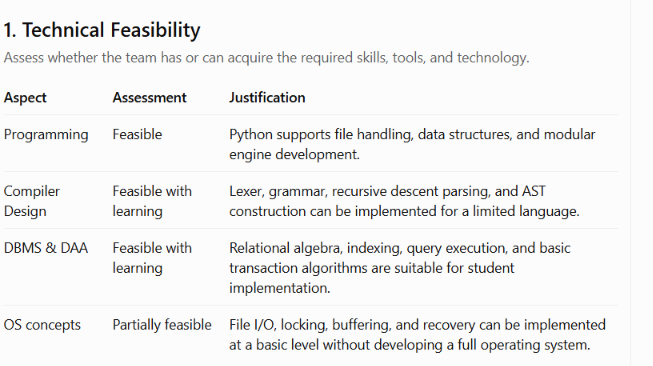 1. Technical Feasibility
Assess whether the team has or can acquire the required skills, tools, and technology.
Aspect Assessment Justification
Programming Feasible Python supports file handling, data structures, and modular
engine development.
Compiler Feasible with Lexer, grammar, recursive descent parsing, and AST
Design learning construction can be implemented for a limited language.
DBMS & DAA Feasible with Relational algebra, indexing, query execution, and basic
learning transaction algorithms are suitable for student
implementation.
OS concepts Partially feasible File I/O, locking, buffering, and recovery can be implemented
at a basic level without developing a full operating system.